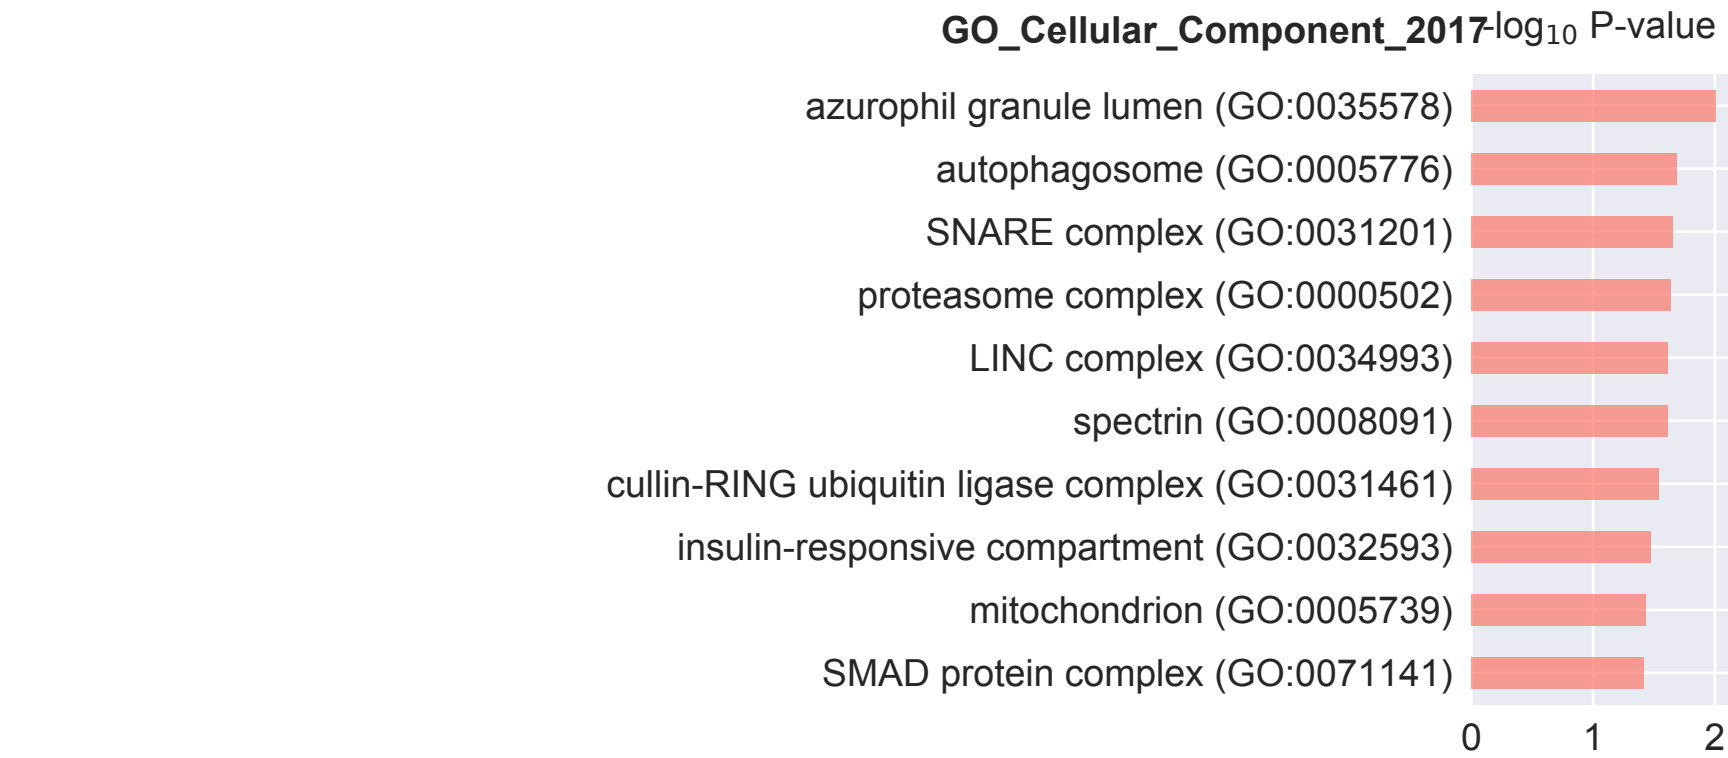 GO_Cellular_Component_2017
-log₁₀ P-value
azurophil granule lumen (GO:0035578)
autophagosome (GO:0005776)
SNARE complex (GO:0031201)
proteasome complex (GO:0000502)
LINC complex (GO:0034993)
spectrin (GO:0008091)
cullin-RING ubiquitin ligase complex (GO:0031461)
insulin-responsive compartment (GO:0032593)
mitochondrion (GO:0005739)
SMAD protein complex (GO:0071141)
0 1 2